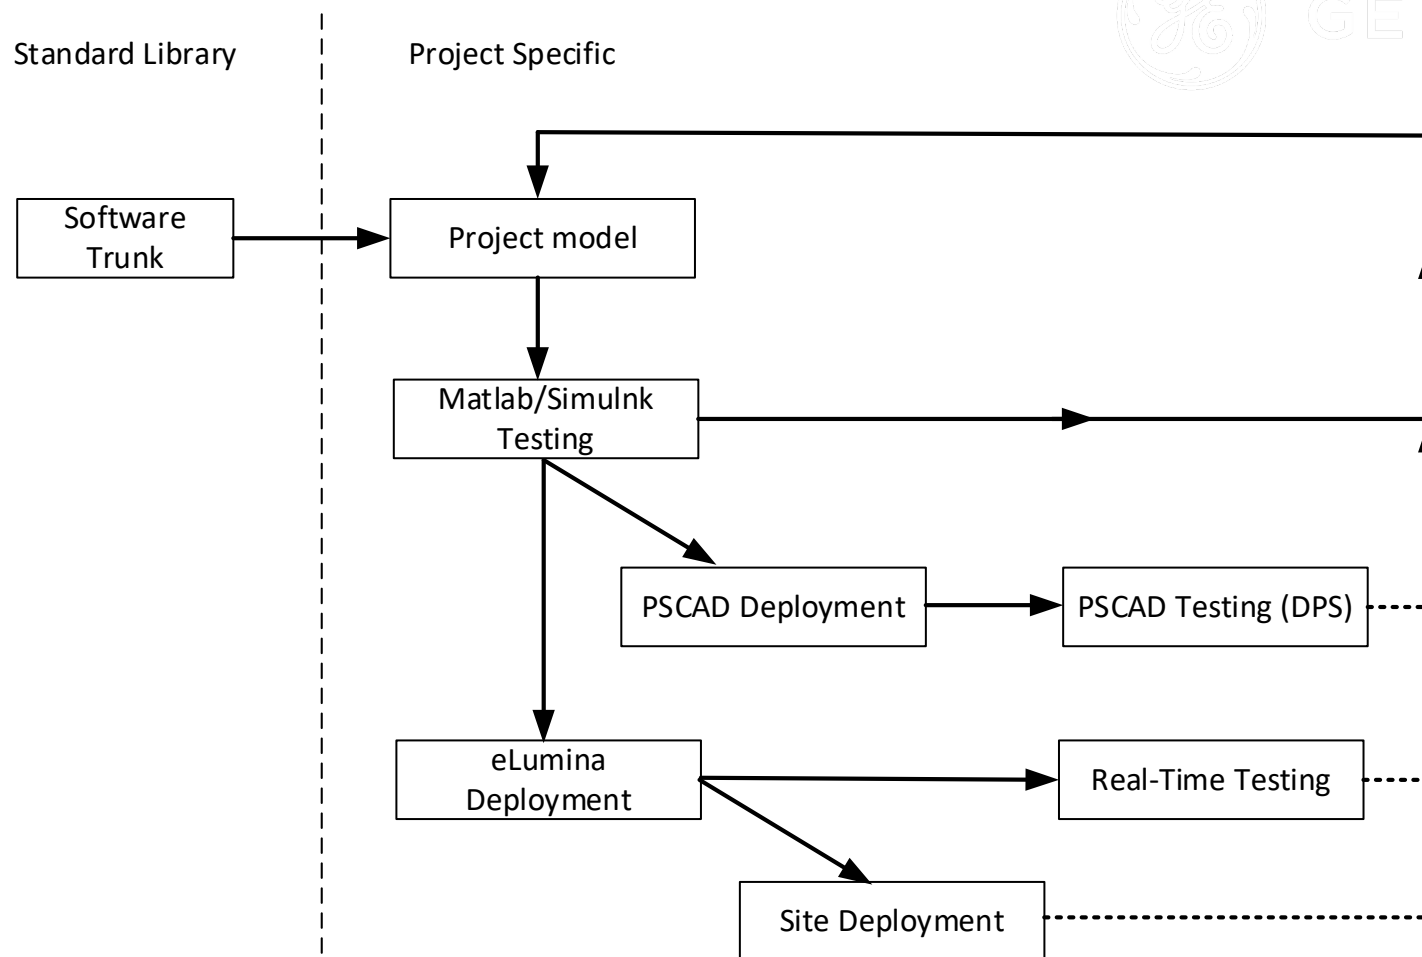 Standard Library
Project Specific
GE
Software
Trunk
Project model
Matlab/Simulnk
Testing
PSCAD Deployment
PSCAD Testing (DPS)
eLumina
Deployment
Real-Time Testing
Site Deployment